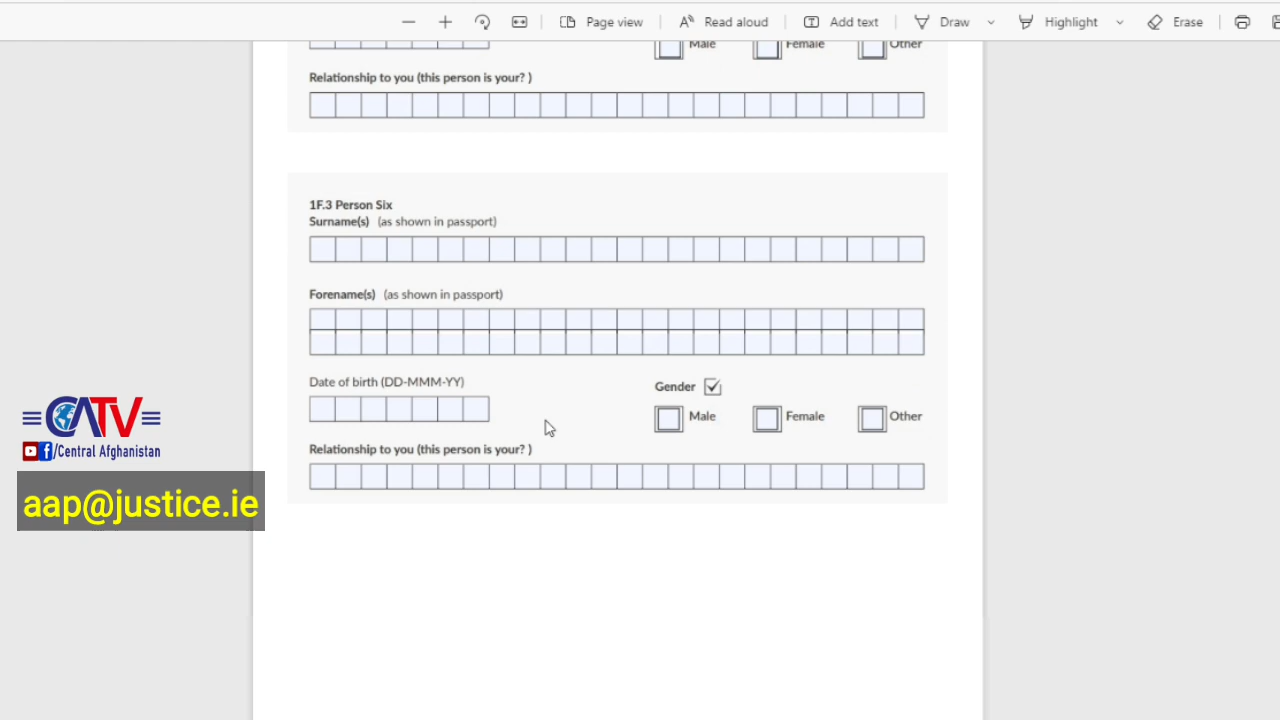 Page view
Read aloud
Add text
Draw
Highlight
Erase
Male
Female
Other
Relationship to you (this person is your? )
1F.3 Person Six
Surname(s) (as shown in passport)
Forename(s) (as shown in passport)
Date of birth (DD-MMM-YY)
Gender
Male
Female
Other
Relationship to you (this person is your? )
CATV
/Central Afghanistan
aap@justice.ie